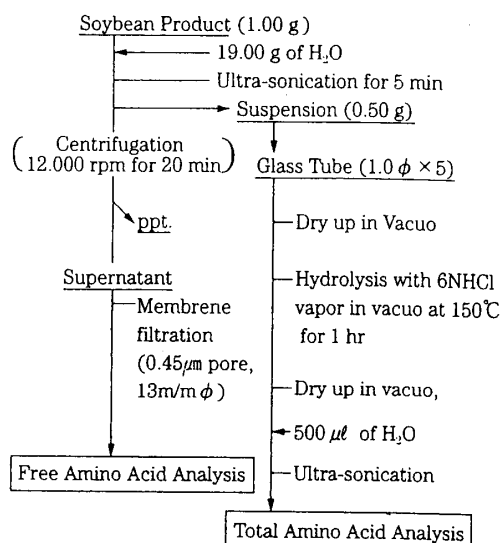 Soybean Product (1.00 g)
19.00 g of H₂O
Ultra-sonication for 5 min
Suspension (0.50 g)
(Centrifugation
12.000 rpm for 20 min)
Glass Tube (1.0 ϕ × 5)
ppt.
Dry up in Vacuo
Supernatant
Membrene
filtration
(0.45μm pore,
13m/m ϕ)
Hydrolysis with 6NHCl
vapor in vacuo at 150℃
for 1 hr
Dry up in vacuo,
500 μℓ of H₂O
Ultra-sonication
Free Amino Acid Analysis
Total Amino Acid Analysis